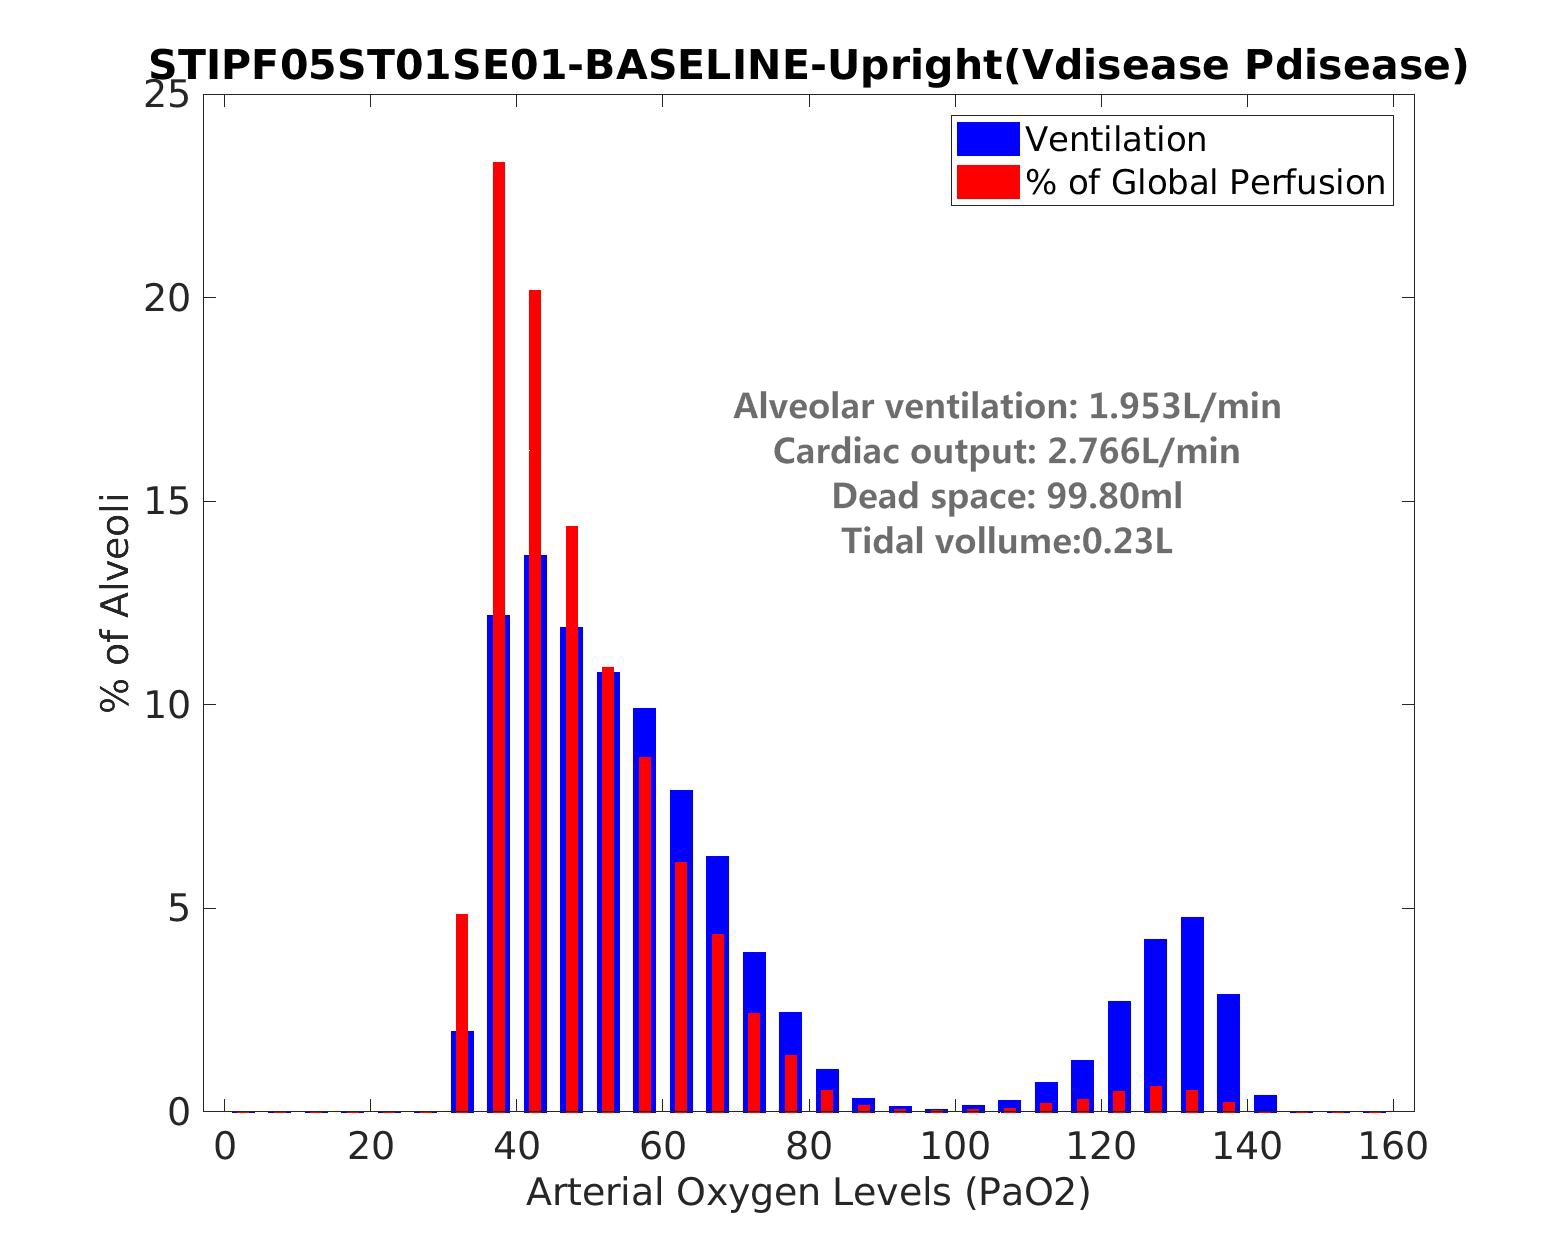 STIPF05ST01SE01-BASELINE-Upright(Vdisease Pdisease)
25
Ventilation
% of Global Perfusion
20
Alveolar ventilation: 1.953L/min
Cardiac output: 2.766L/min
Dead space: 99.80ml
Tidal vollume:0.23L
15
% of Alveoli
10
5
0
0 20 40 60 80 100 120 140 160
Arterial Oxygen Levels (PaO2)